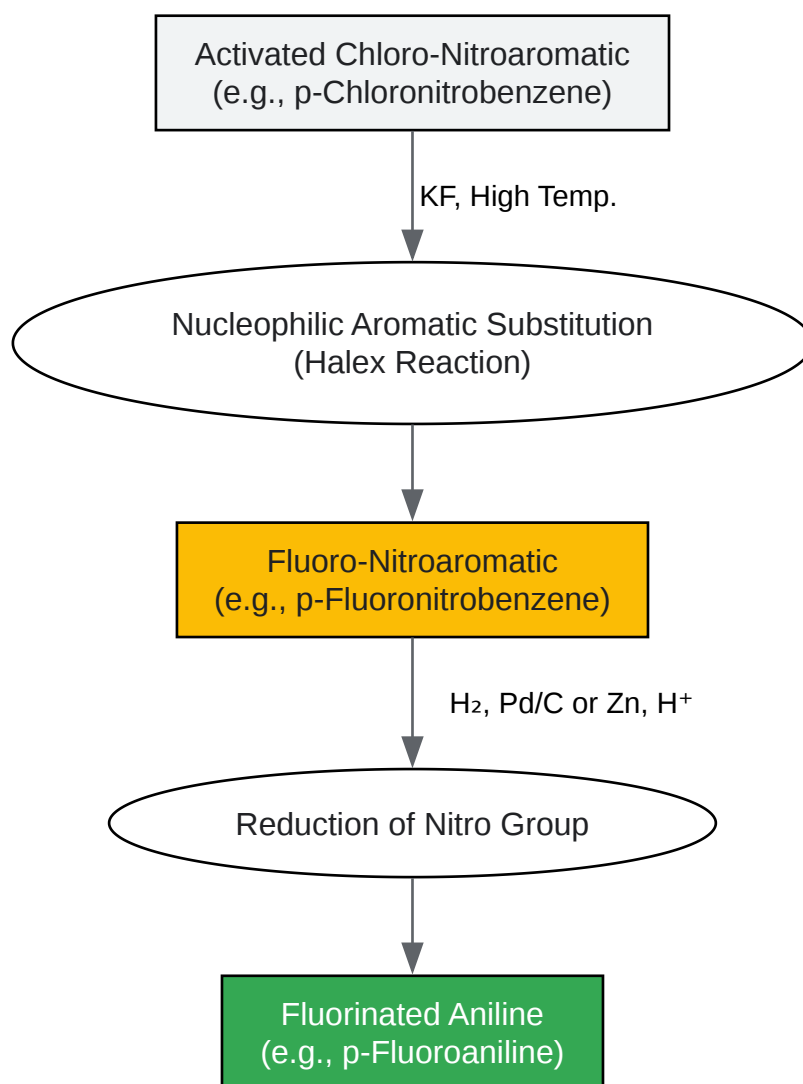 Activated Chloro-Nitroaromatic
(e.g., p-Chloronitrobenzene)
KF, High Temp.
Nucleophilic Aromatic Substitution
(Halex Reaction)
Fluoro-Nitroaromatic
(e.g., p-Fluoronitrobenzene)
H₂, Pd/C or Zn, H⁺
Reduction of Nitro Group
Fluorinated Aniline
(e.g., p-Fluoroaniline)